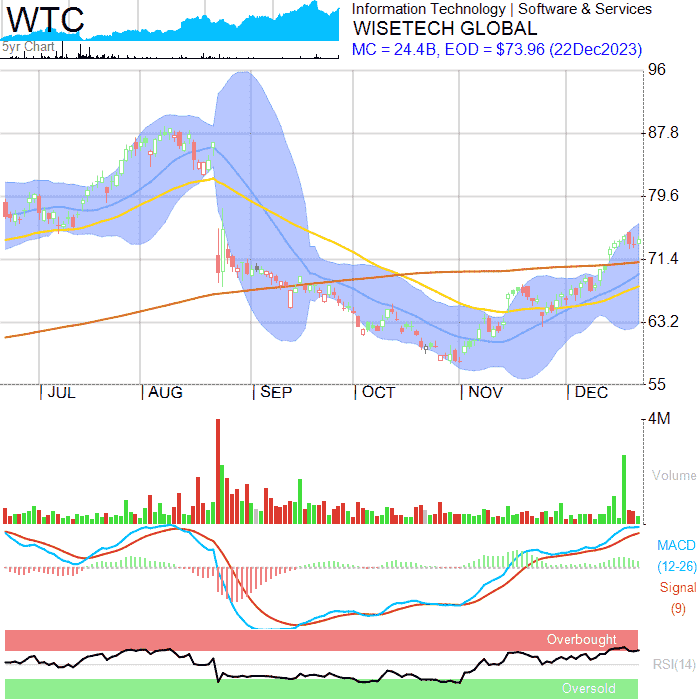 WTC
5yr Chart
Information Technology | Software & Services
WISETECH GLOBAL
MC = 24.4B, EOD = $73.96 (22Dec2023)
96
87.8
79.6
71.4
63.2
55
JUL AUG SEP OCT NOV DEC
4M
Volume
MACD
(12-26)
Signal
(9)
Overbought
RSI(14)
Oversold